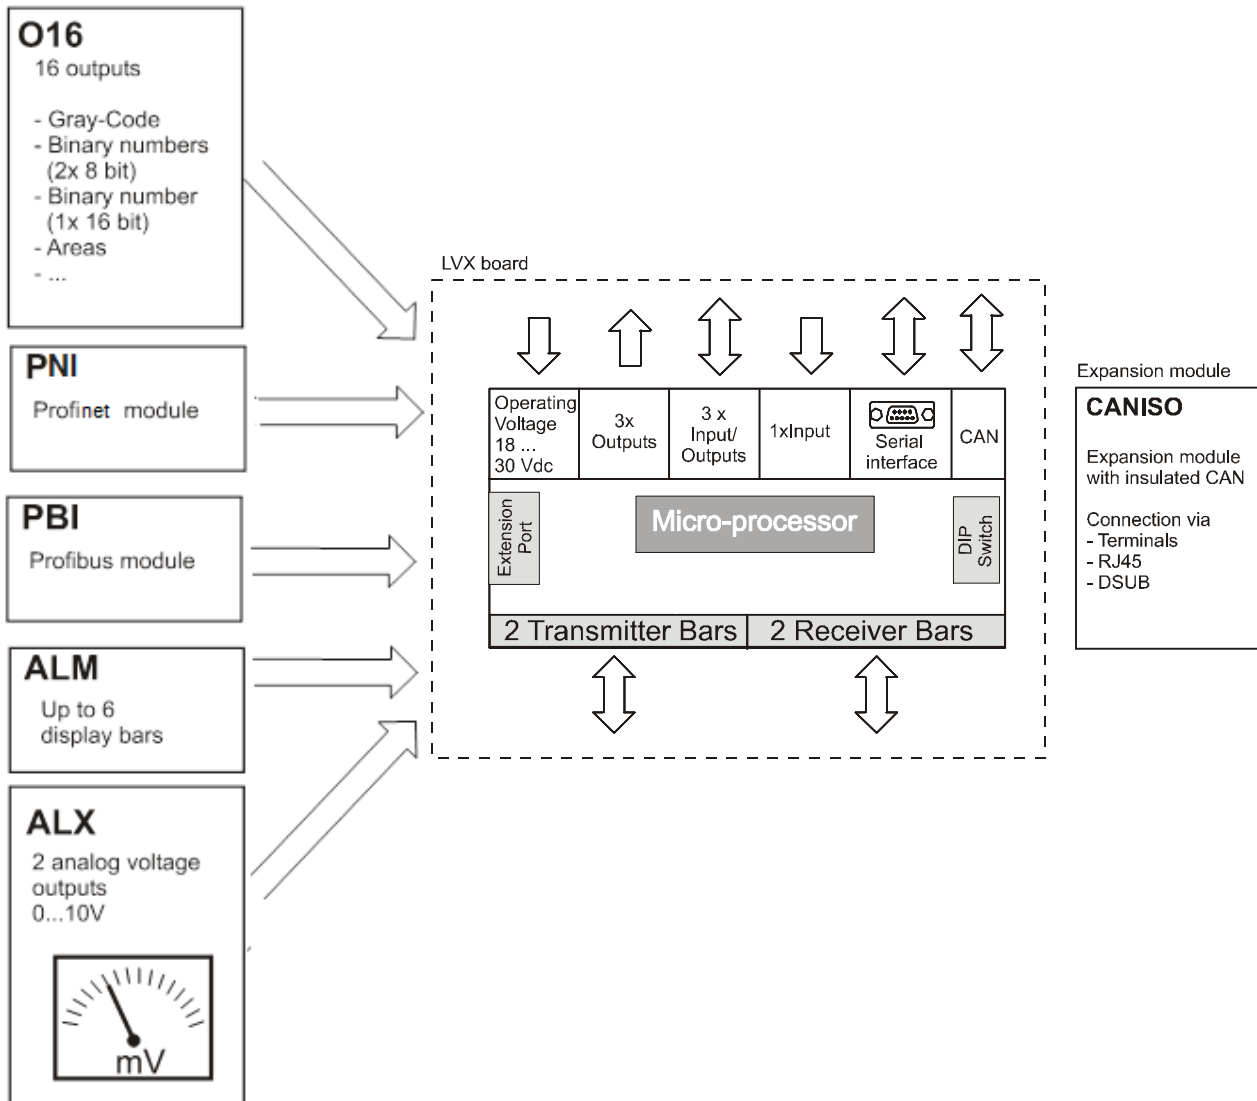 O16
16 outputs
- Gray-Code
- Binary numbers
(2x 8 bit)
- Binary number
(1x 16 bit)
- Areas
- ...
PNI
Profinet module
PBI
Profibus module
ALM
Up to 6
display bars
ALX
2 analog voltage
outputs
0...10V
mV
LVX board
Operating
Voltage
18 ...
30 Vdc
3x
Outputs
3 x
Input/
Outputs
1xInput
Serial
interface
CAN
Extension
Port
Micro-processor
DIP
Switch
2 Transmitter Bars
2 Receiver Bars
Expansion module
CANISO
Expansion module
with insulated CAN
Connection via
- Terminals
- RJ45
- DSUB